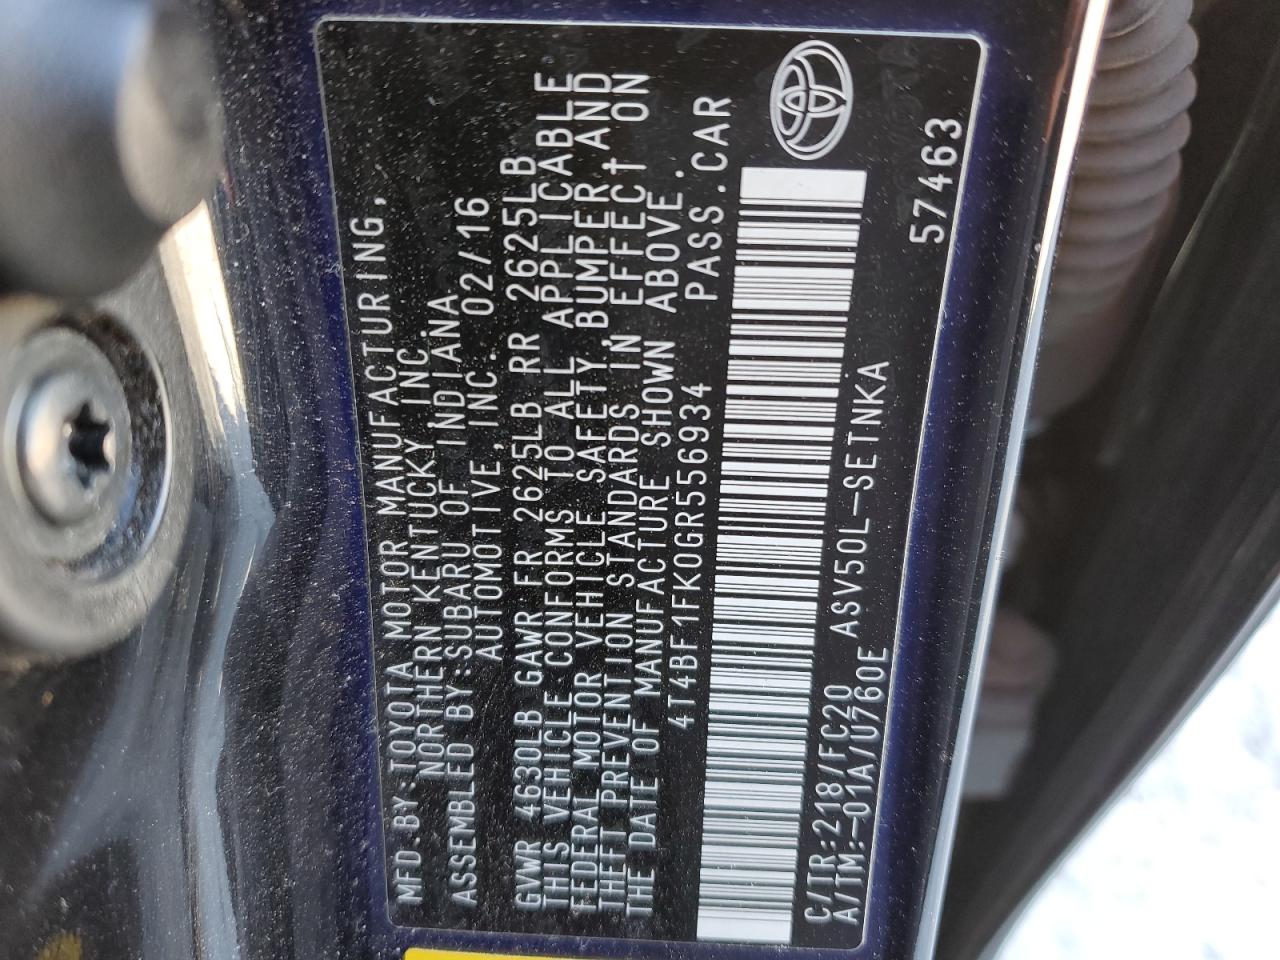 MFD.BY:TOYOTA MOTOR MANUFACTURING,
NORTHERN KENTUCKY INC.
ASSEMBLED BY:SUBARU OF INDIANA
AUTOMOTIVE,INC. 02/16
GVWR 4630LB GAWR FR 2625LB RR 2625LB
THIS VEHICLE CONFORMS TO ALL APPLICABLE
FEDERAL MOTOR VEHICLE SAFETY,BUMPER,AND
THEFT PREVENTION STANDARDS IN EFFECT ON
THE DATE OF MANUFACTURE SHOWN ABOVE.
4T4BF1FK0GR556934 PASS.CAR
C/TR:218/FC20 ASV50L-SETNKA
A/TM:-01A/U760E
57463